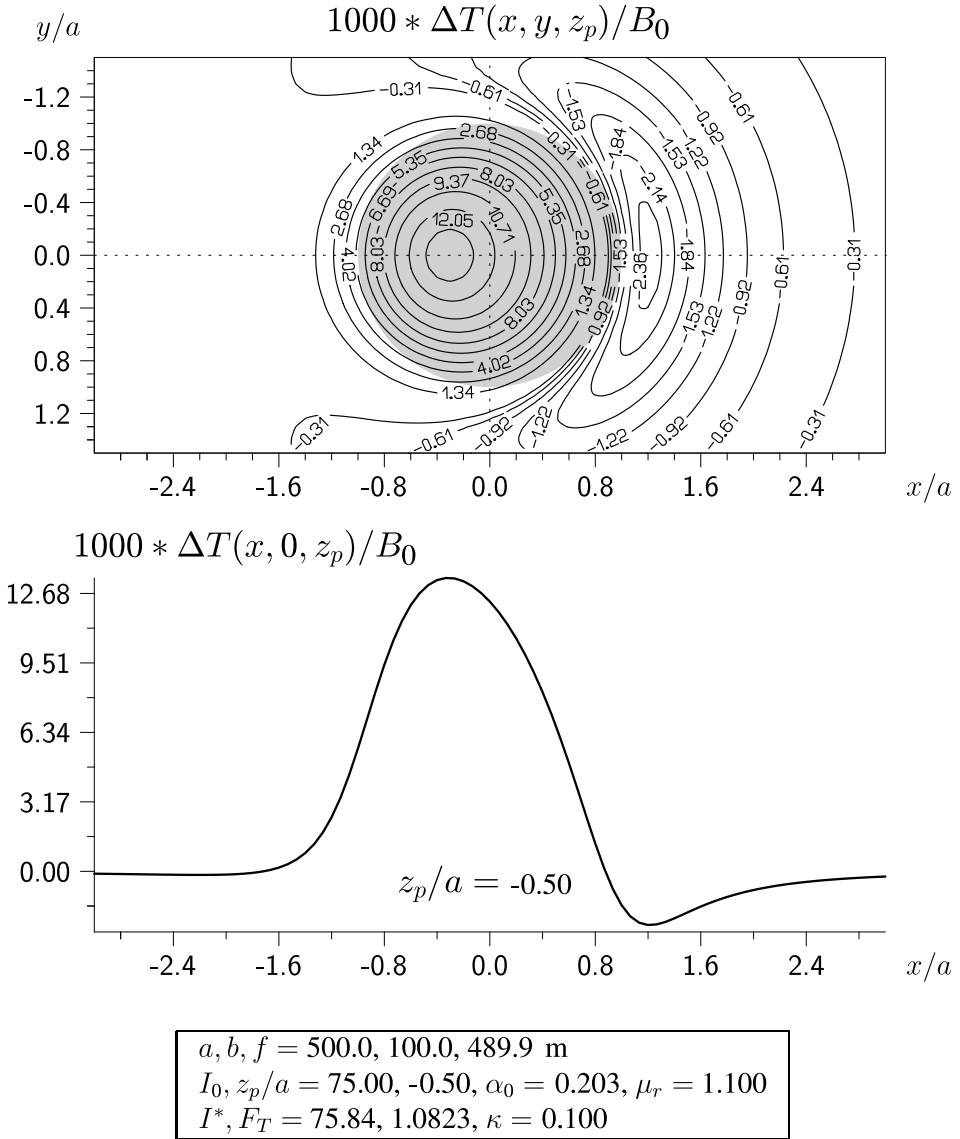 1000 ∗ ΔT(x, y, z_p)/B_0
y/a
-1.2
-0.8
-0.4
0.0
0.4
0.8
1.2
-2.4 -1.6 -0.8 0.0 0.8 1.6 2.4 x/a
−0.31 −0.61 −1.53 −0.61
−0.92
−1.84 −1.22
1.34 2.68 −0.31 −1.53
5.35
9.37 8.03 −0.61 −2.14
6.69 5.35
2.68 12.05 10.71
4.02 8.03 2.68 −1.53 −2.36 −1.84 −0.61 −0.31
8.03 1.34 −0.92 −0.92
−1.53 −1.22
4.02
1.34
−0.31 −0.61 −0.92 −1.22 −1.22 −0.92 −0.61 −0.31
1000 ∗ ΔT(x, 0, z_p)/B_0
12.68
9.51
6.34
3.17
0.00
z_p/a = -0.50
-2.4 -1.6 -0.8 0.0 0.8 1.6 2.4 x/a
a, b, f = 500.0, 100.0, 489.9 m
I_0, z_p/a = 75.00, -0.50, α_0 = 0.203, μ_r = 1.100
I*, F_T = 75.84, 1.0823, κ = 0.100